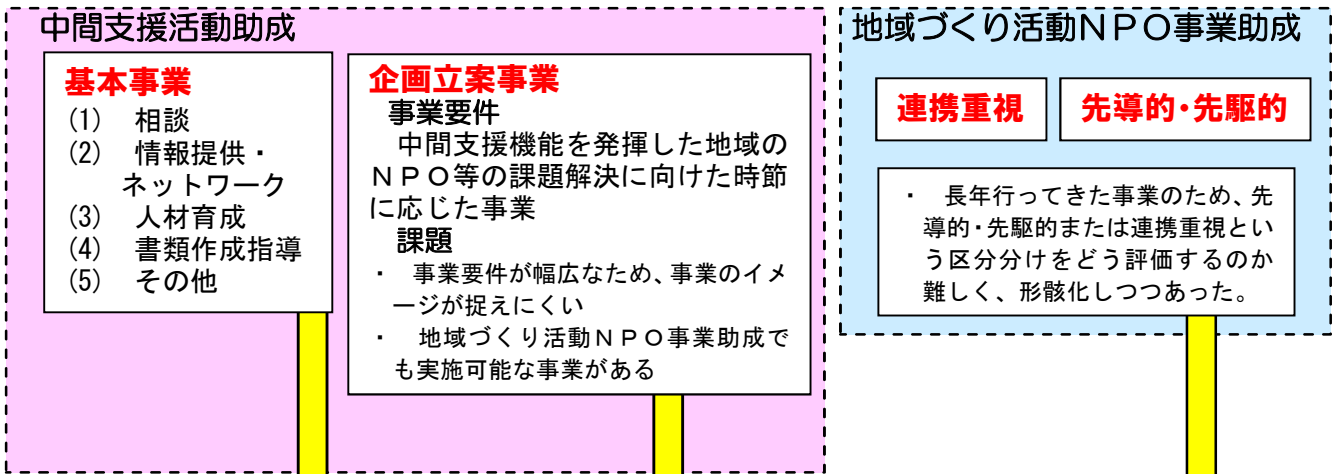 中間支援活動助成
基本事業
(1) 相談
(2) 情報提供・
ネットワーク
(3) 人材育成
(4) 書類作成指導
(5) その他
企画立案事業
事業要件
中間支援機能を発揮した地域の
ＮＰＯ等の課題解決に向けた時節
に応じた事業
課題
・ 事業要件が幅広なため、事業のイメ
ージが捉えにくい
・ 地域づくり活動ＮＰＯ事業助成で
も実施可能な事業がある
地域づくり活動ＮＰＯ事業助成
連携重視
先導的・先駆的
・ 長年行ってきた事業のため、先
導的・先駆的または連携重視とい
う区分分けをどう評価するのか
難しく、形骸化しつつあった。